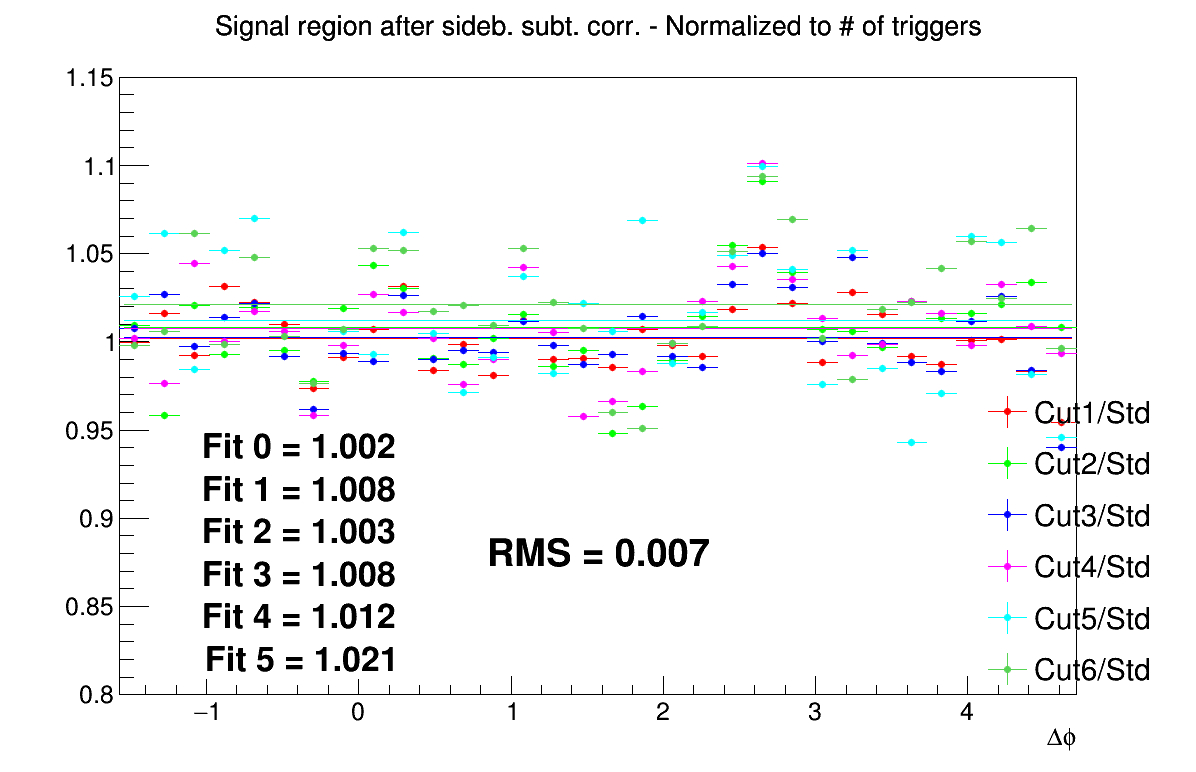 Signal region after sideb. subt. corr. - Normalized to # of triggers
1.15
1.1
1.05
1
0.95
0.9
0.85
0.8
Fit 0 = 1.002
Fit 1 = 1.008
Fit 2 = 1.003
Fit 3 = 1.008
Fit 4 = 1.012
Fit 5 = 1.021
RMS = 0.007
Cut1/Std
Cut2/Std
Cut3/Std
Cut4/Std
Cut5/Std
Cut6/Std
−1 0 1 2 3 4
Δϕ